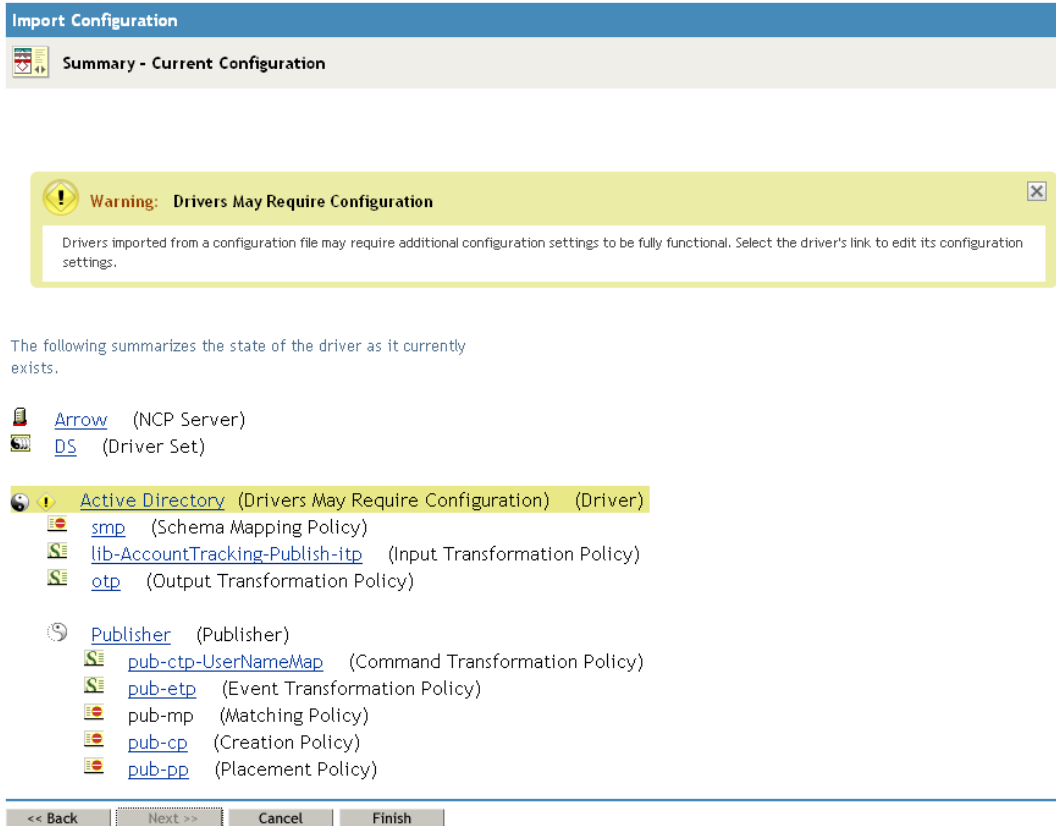 Import Configuration
Summary - Current Configuration
Warning: Drivers May Require Configuration
Drivers imported from a configuration file may require additional configuration settings to be fully functional. Select the driver's link to edit its configuration
settings.
The following summarizes the state of the driver as it currently
exists.
Arrow (NCP Server)
DS (Driver Set)
Active Directory (Drivers May Require Configuration) (Driver)
smp (Schema Mapping Policy)
lib-AccountTracking-Publish-itp (Input Transformation Policy)
otp (Output Transformation Policy)
Publisher (Publisher)
pub-ctp-UserNameMap (Command Transformation Policy)
pub-etp (Event Transformation Policy)
pub-mp (Matching Policy)
pub-cp (Creation Policy)
pub-pp (Placement Policy)
<< Back Next >> Cancel Finish